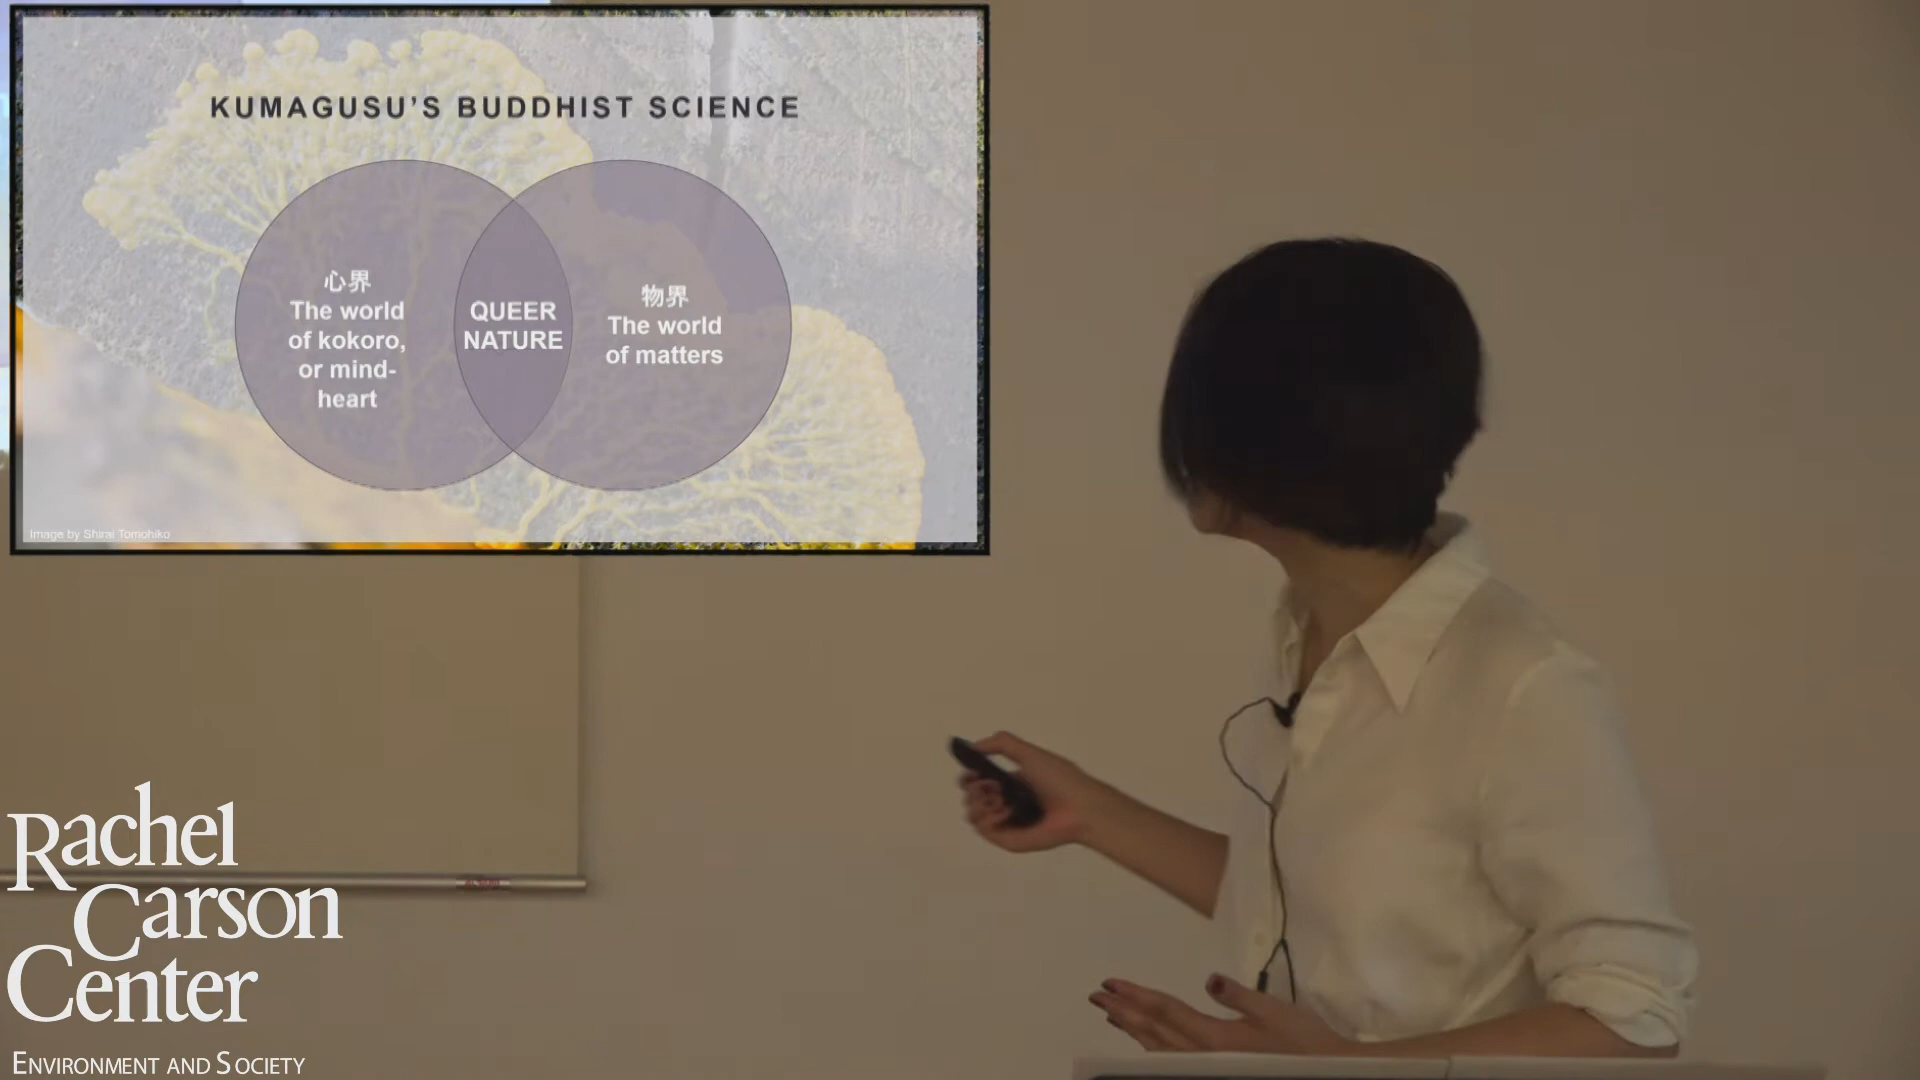 KUMAGUSU’S BUDDHIST SCIENCE
心界
The world
of kokoro,
or mind-
heart
QUEER
NATURE
物界
The world
of matters
Image by Shirai Tomohiko
Rachel
Carson
Center
ENVIRONMENT AND SOCIETY